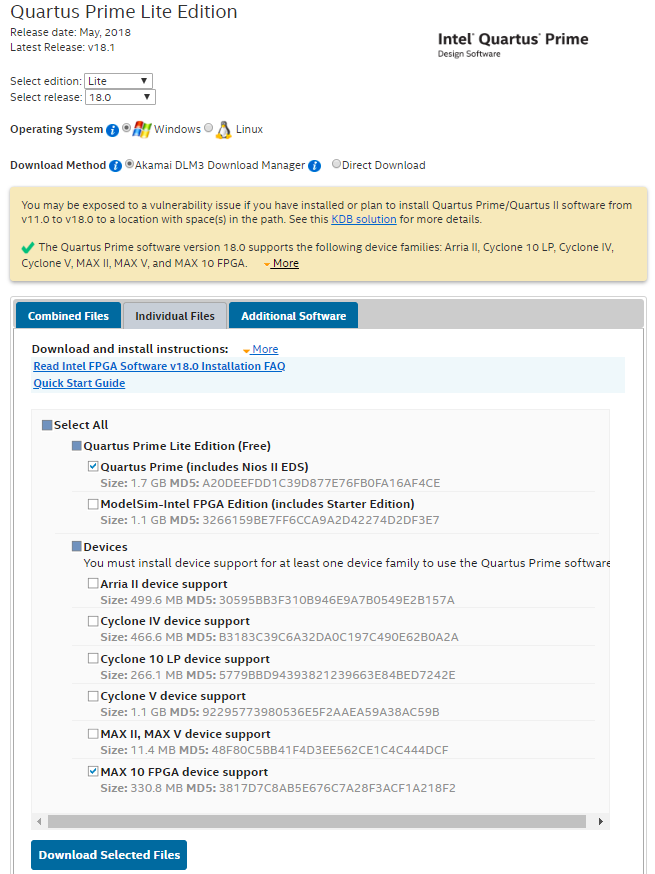 Quartus Prime Lite Edition
Release date: May, 2018
Latest Release: v18.1
Intel® Quartus® Prime
Design Software
Select edition: Lite
Select release: 18.0
Operating System Windows Linux
Download Method Akamai DLM3 Download Manager Direct Download
You may be exposed to a vulnerability issue if you have installed or plan to install Quartus Prime/Quartus II software from
v11.0 to v18.0 to a location with space(s) in the path. See this KDB solution for more details.
The Quartus Prime software version 18.0 supports the following device families: Arria II, Cyclone 10 LP, Cyclone IV,
Cyclone V, MAX II, MAX V, and MAX 10 FPGA. More
Combined Files Individual Files Additional Software
Download and install instructions: More
Read Intel FPGA Software v18.0 Installation FAQ
Quick Start Guide
Select All
Quartus Prime Lite Edition (Free)
Quartus Prime (includes Nios II EDS)
Size: 1.7 GB MD5: A20DEEFDD1C39D877E76FB0FA16AF4CE
ModelSim-Intel FPGA Edition (includes Starter Edition)
Size: 1.1 GB MD5: 3266159BE7FF6CCA9A2D42274D2DF3E7
Devices
You must install device support for at least one device family to use the Quartus Prime software
Arria II device support
Size: 499.6 MB MD5: 30595BB3F310B946E9A7B0549E2B157A
Cyclone IV device support
Size: 466.6 MB MD5: B3183C39C6A32DA0C197C490E62B0A2A
Cyclone 10 LP device support
Size: 266.1 MB MD5: 5779BBD94393821239663E84BED7242E
Cyclone V device support
Size: 1.1 GB MD5: 92295773980536E5F2AAEA59A38AC59B
MAX II, MAX V device support
Size: 11.4 MB MD5: 48F80C5BB41F4D3EE562CE1C4C444DCF
MAX 10 FPGA device support
Size: 330.8 MB MD5: 3817D7C8AB5E676C7A28F3ACF1A218F2
Download Selected Files